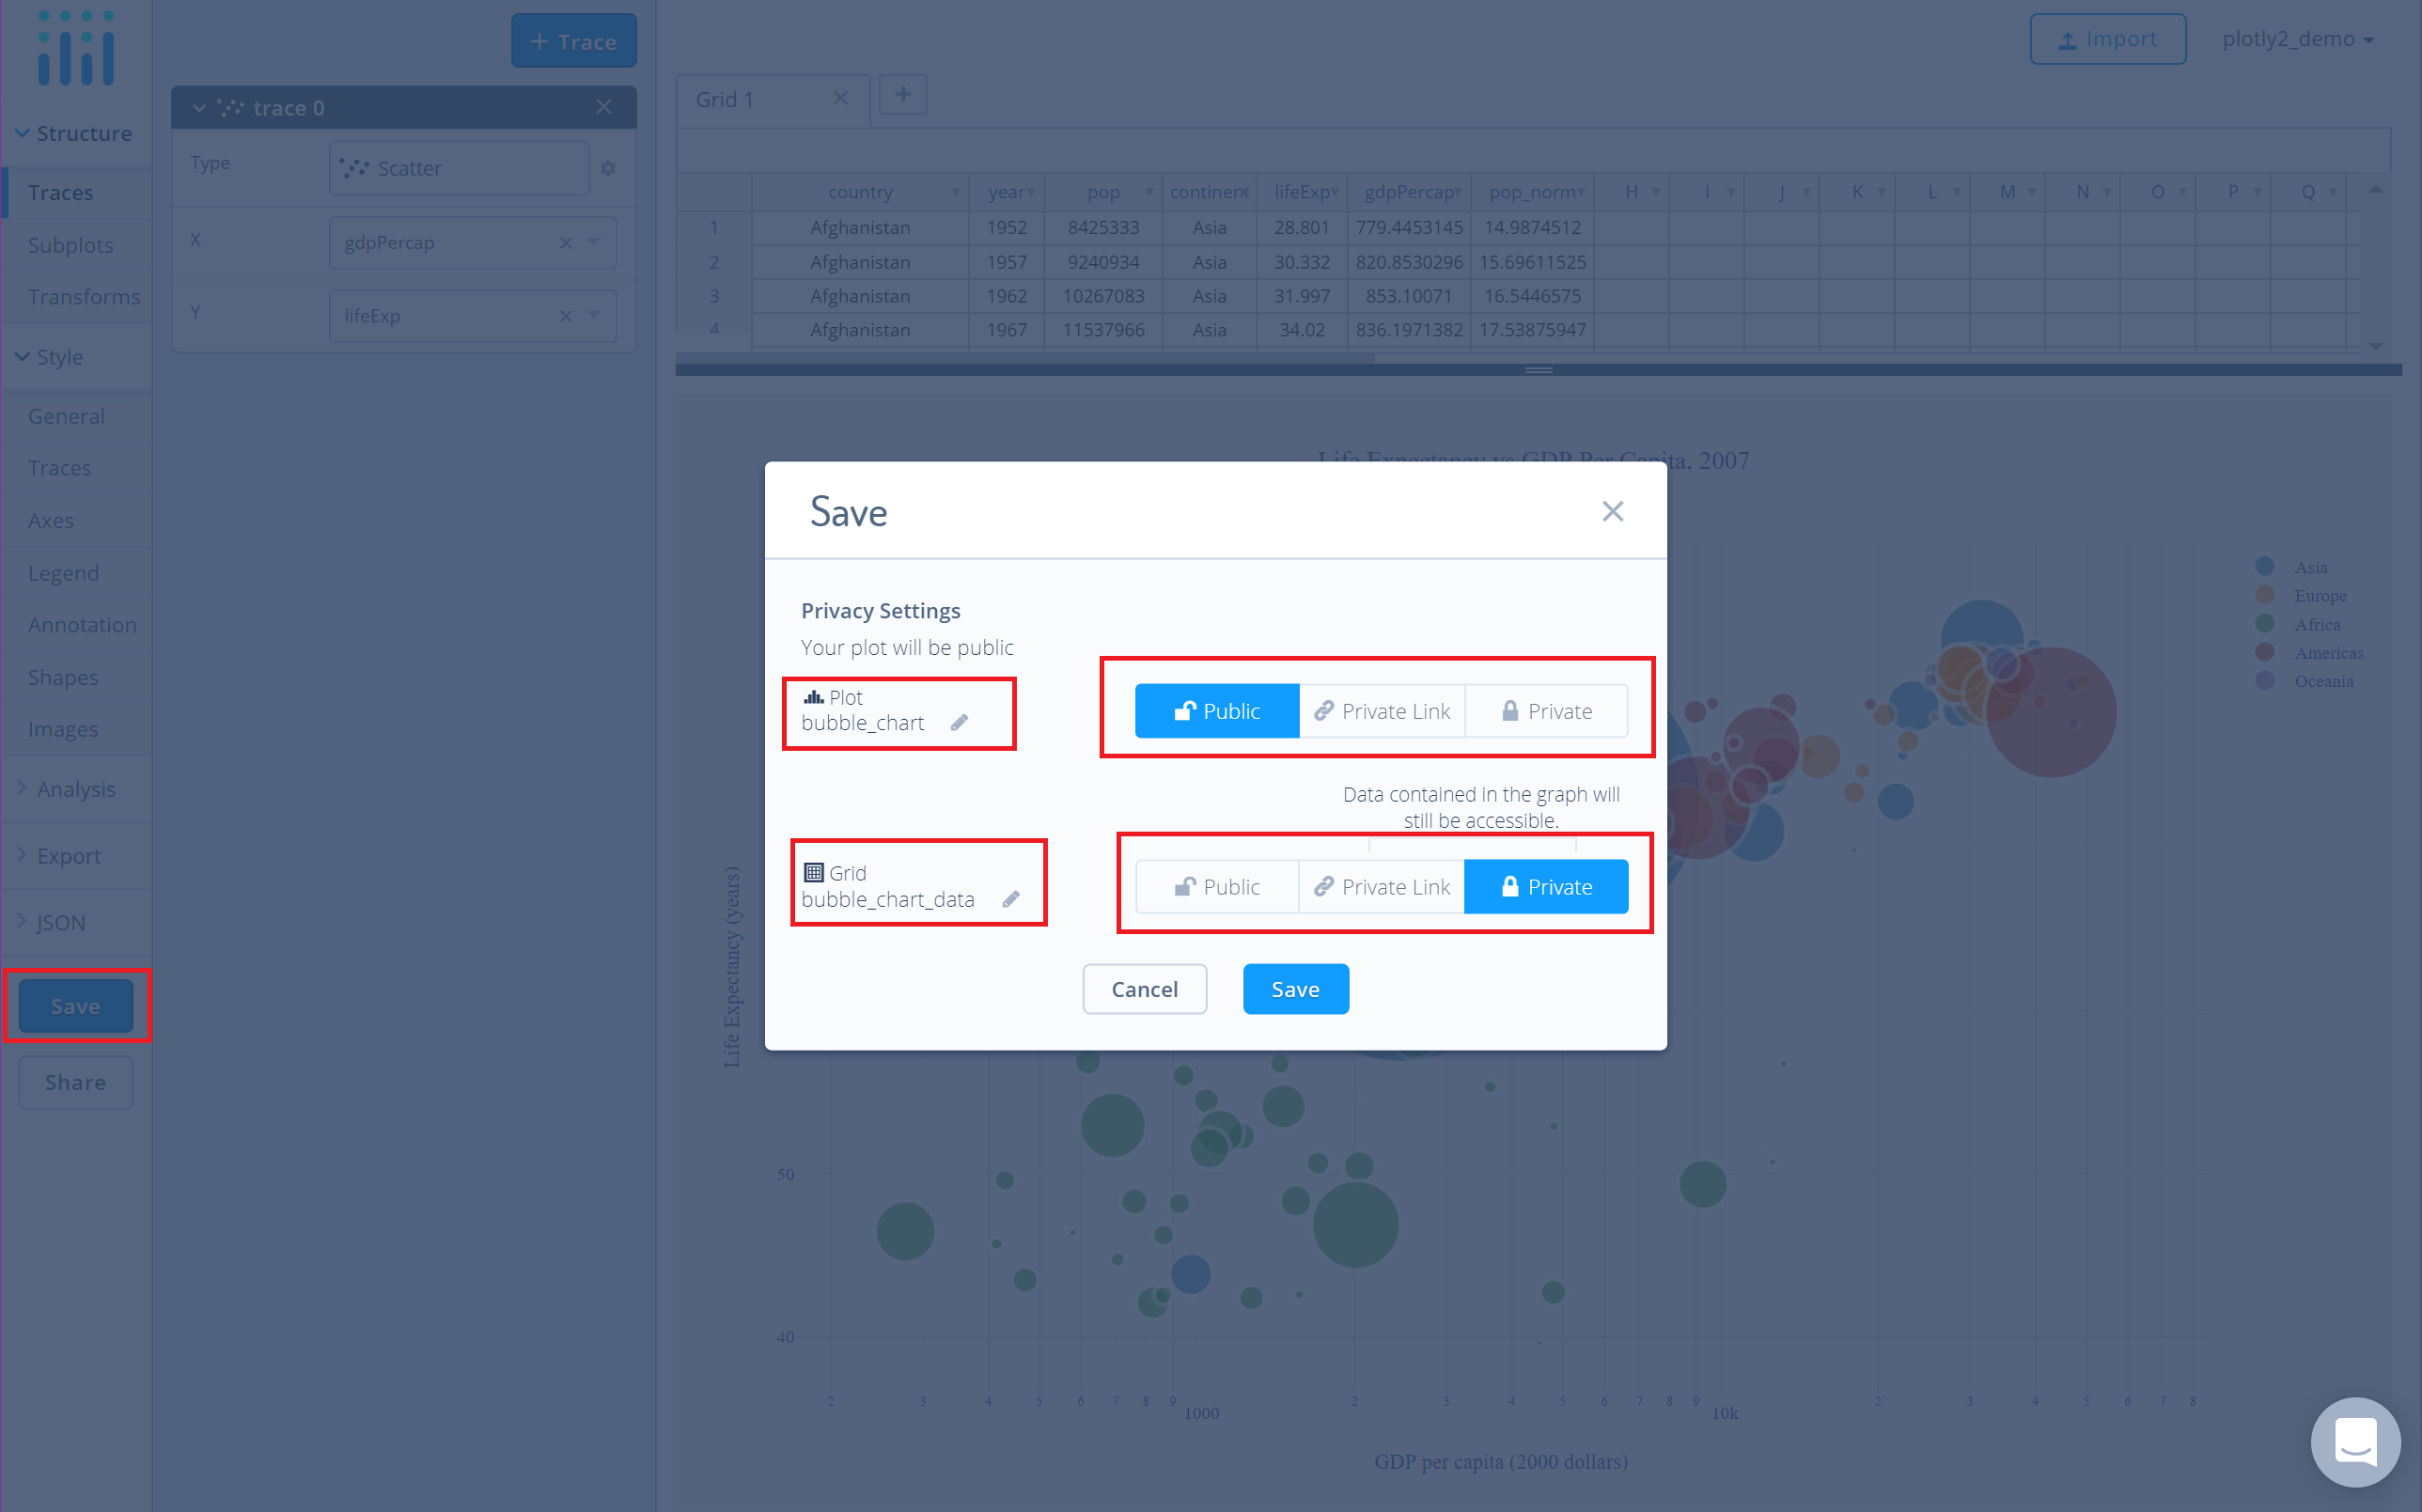 + Trace
Import
plotly2_demo
trace 0
Grid 1
+
Structure
Type
Scatter
Traces
X
gdpPercap
Subplots
Transforms
Y
lifeExp
Style
country year pop continent lifeExp gdpPercap pop_norm H I J K L M N O P Q
1 Afghanistan 1952 8425333 Asia 28.801 779.4453145 14.9874512
2 Afghanistan 1957 9240934 Asia 30.332 820.8530296 15.69611525
3 Afghanistan 1962 10267083 Asia 31.997 853.10071 16.5446575
4 Afghanistan 1967 11537966 Asia 34.02 836.1971382 17.53875947
General
Traces
Axes
Legend
Annotation
Shapes
Images
Analysis
Export
JSON
Save
Share
Life Expectancy vs GDP Per Capita, 2007
Save
Privacy Settings
Your plot will be public
Plot
bubble_chart
Public Private Link Private
Data contained in the graph will
still be accessible.
Grid
bubble_chart_data
Public Private Link Private
Cancel Save
Asia
Europe
Africa
Americas
Oceania
Life Expectancy (years)
50
40
2 3 4 5 6 7 8 9 1000 2 3 4 5 6 7 8 9 10k 2 3 4 5 6 7 8
GDP per capita (2000 dollars)